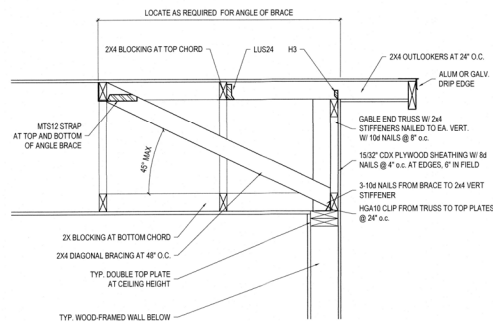 LOCATE AS REQUIRED FOR ANGLE OF BRACE
2X4 BLOCKING AT TOP CHORD
LUS24
H3
2X4 OUTLOOKERS AT 24" O.C.
ALUM OR GALV.
DRIP EDGE
MTS12 STRAP
AT TOP AND BOTTOM
OF ANGLE BRACE
45° MAX
GABLE END TRUSS W/ 2x4
STIFFENERS NAILED TO EA. VERT.
W/ 10d NAILS @ 8" o.c.
15/32" CDX PLYWOOD SHEATHING W/ 8d
NAILS @ 4" o.c. AT EDGES, 6" IN FIELD
3-10d NAILS FROM BRACE TO 2x4 VERT
STIFFENER
HGA10 CLIP FROM TRUSS TO TOP PLATES
@ 24" o.c.
2X BLOCKING AT BOTTOM CHORD
2X4 DIAGONAL BRACING AT 48" O.C.
TYP. DOUBLE TOP PLATE
AT CEILING HEIGHT
TYP. WOOD-FRAMED WALL BELOW